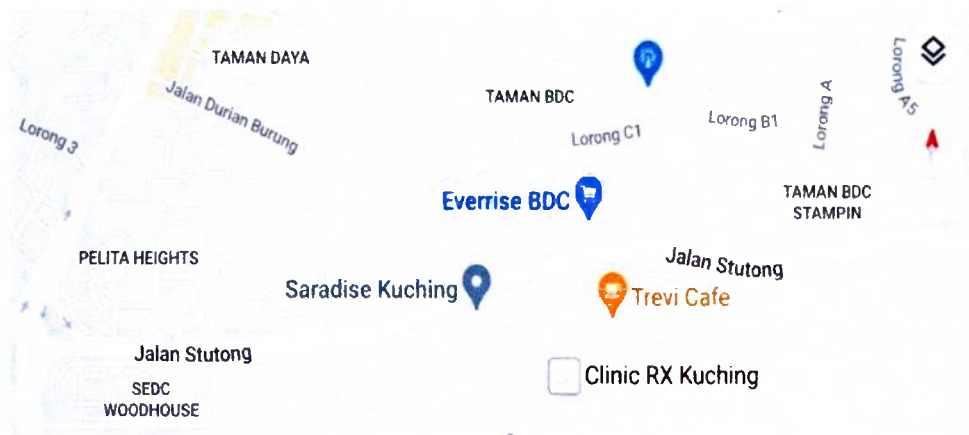 TAMAN DAYA
TAMAN BDC
Jalan Durian Burung
Lorong 3
Lorong C1
Lorong B1
Lorong A
Lorong A5
Everrise BDC
TAMAN BDC
STAMPIN
PELITA HEIGHTS
Jalan Stutong
Saradise Kuching
Trevi Cafe
Jalan Stutong
Clinic RX Kuching
SEDC
WOODHOUSE